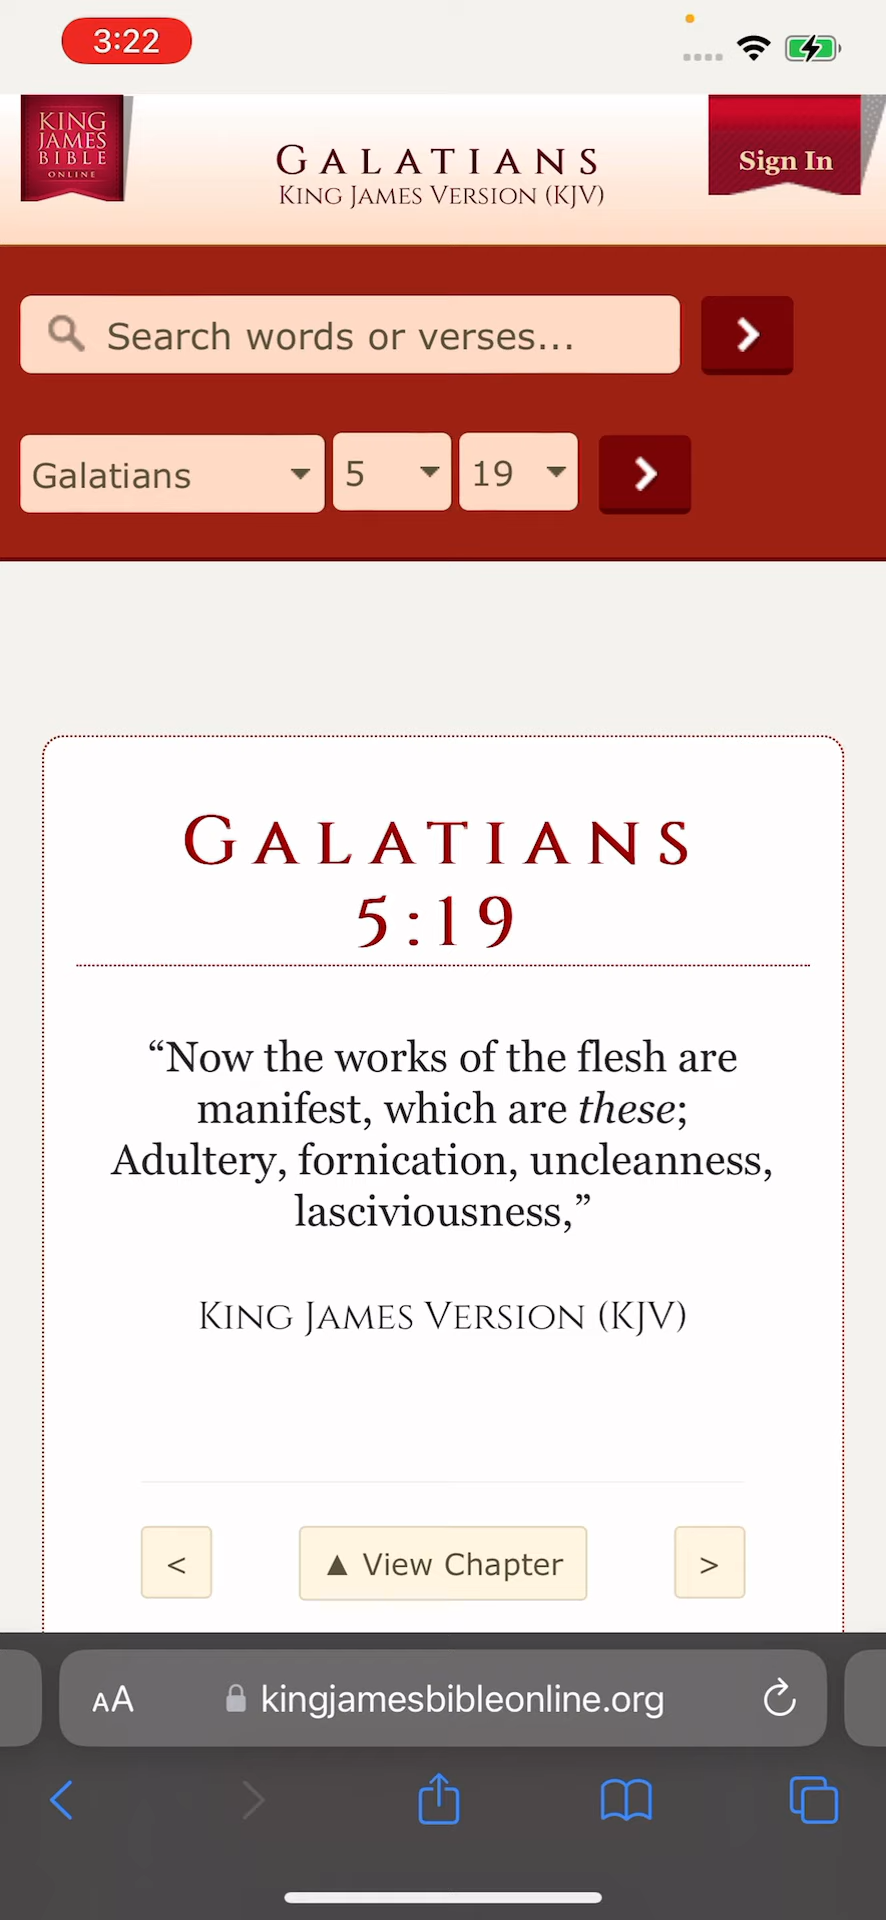 3:22
KING
JAMES
BIBLE
ONLINE
GALATIANS
KING JAMES VERSION (KJV)
Sign In
Search words or verses...
Galatians
5
19
GALATIANS
5:19
“Now the works of the flesh are
manifest, which are these;
Adultery, fornication, uncleanness,
lasciviousness,”
KING JAMES VERSION (KJV)
<
▲ View Chapter
>
AA
kingjamesbibleonline.org